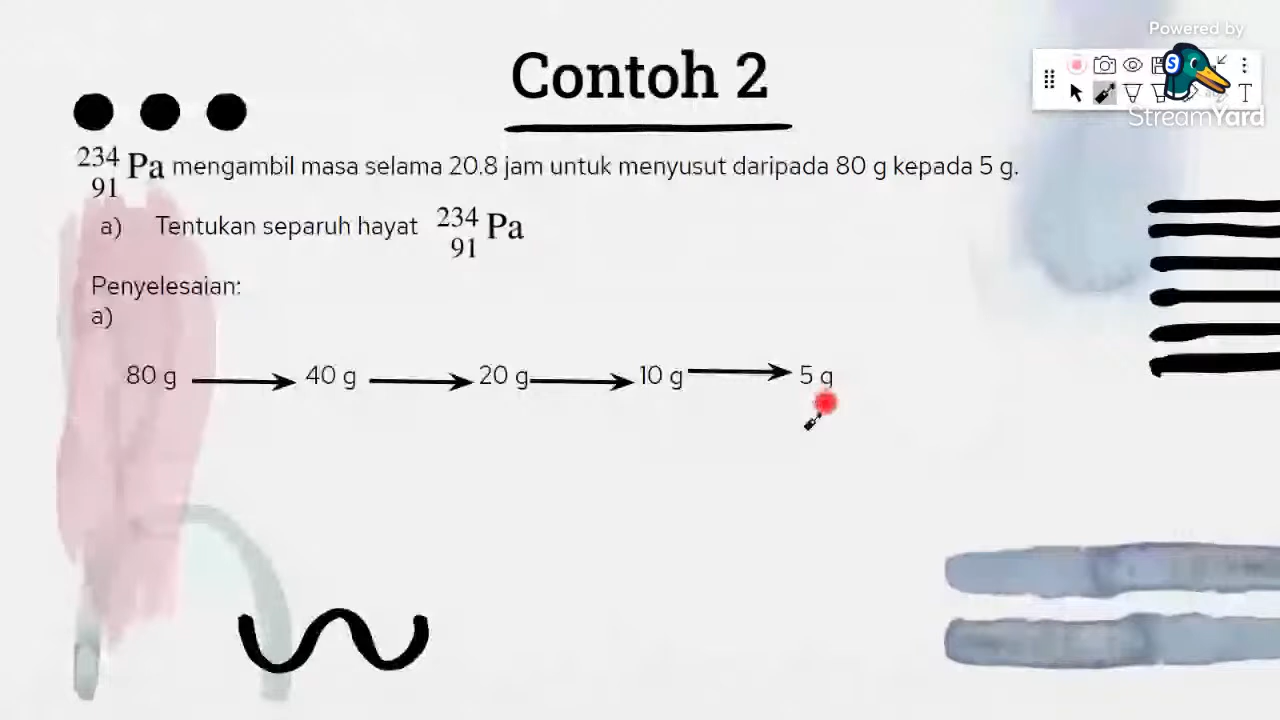 Powered by
StreamYard
Contoh 2
²³⁴₉₁Pa mengambil masa selama 20.8 jam untuk menyusut daripada 80 g kepada 5 g.
a) Tentukan separuh hayat ²³⁴₉₁Pa
Penyelesaian:
a)
80 g 40 g 20 g 10 g 5 g